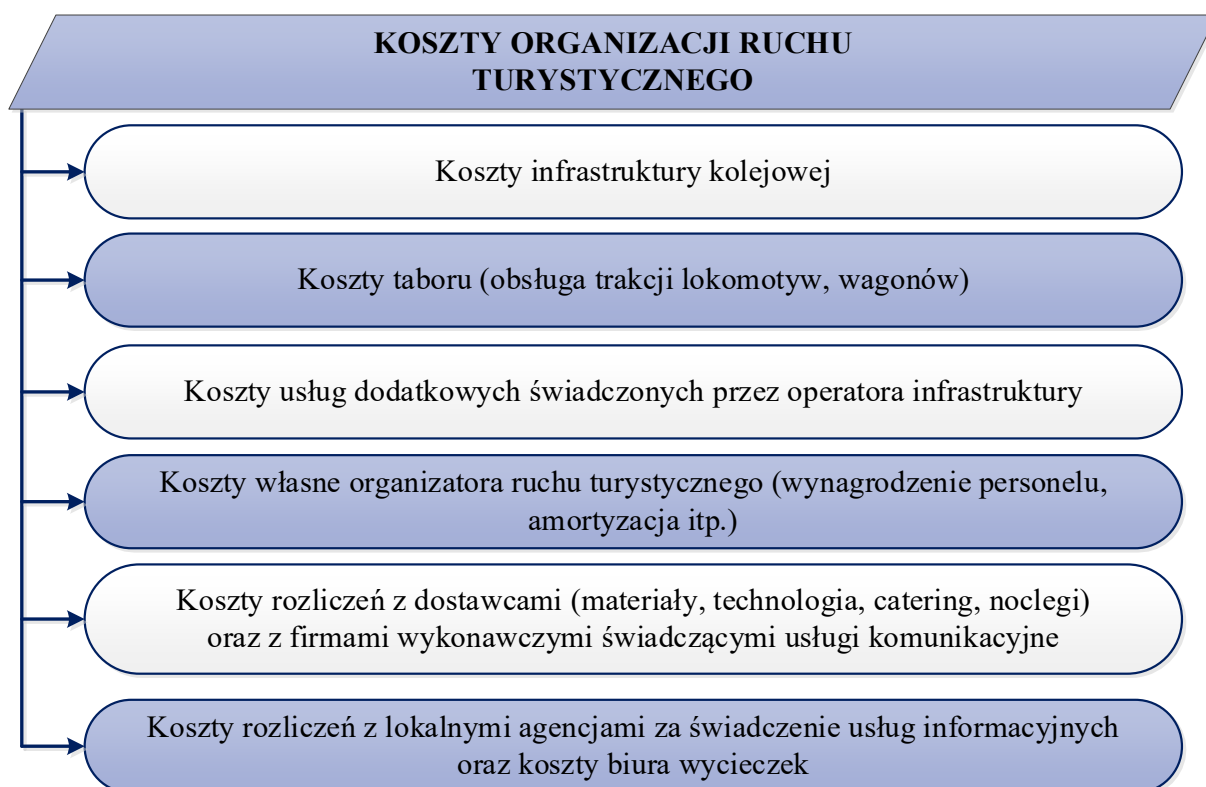 KOSZTY ORGANIZACJI RUCHU
TURYSTYCZNEGO
Koszty infrastruktury kolejowej
Koszty taboru (obsługa trakcji lokomotyw, wagonów)
Koszty usług dodatkowych świadczonych przez operatora infrastruktury
Koszty własne organizatora ruchu turystycznego (wynagrodzenie personelu,
amortyzacja itp.)
Koszty rozliczeń z dostawcami (materiały, technologia, catering, noclegi)
oraz z firmami wykonawczymi świadczącymi usługi komunikacyjne
Koszty rozliczeń z lokalnymi agencjami za świadczenie usług informacyjnych
oraz koszty biura wycieczek